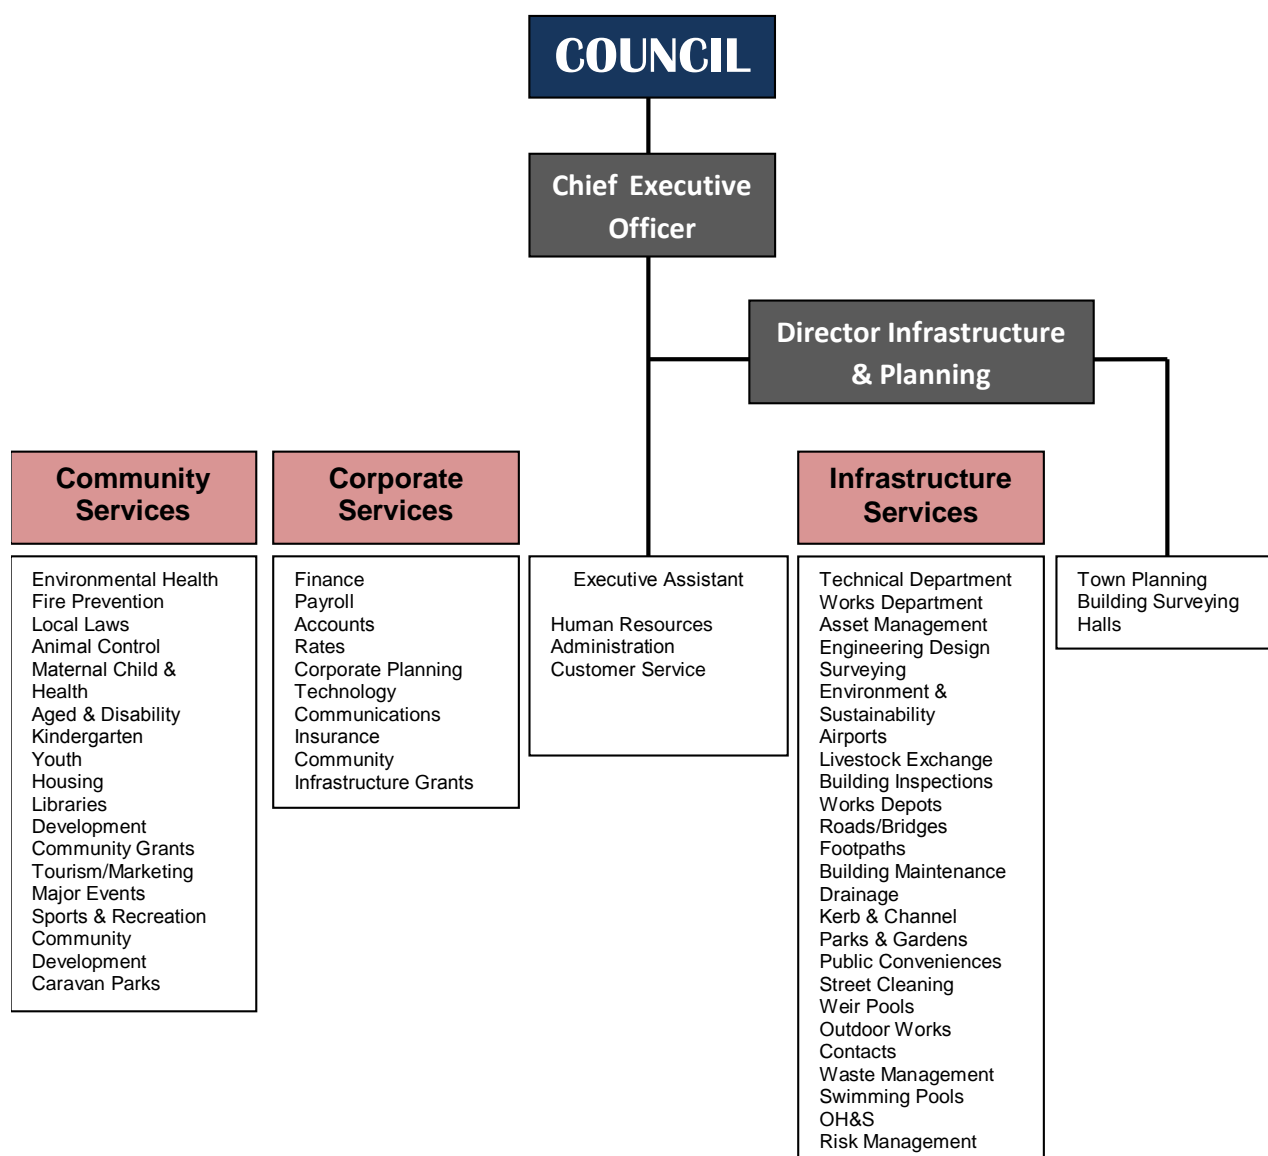 COUNCIL
Chief Executive
Officer
Director Infrastructure
& Planning
Community
Services
Corporate
Services
Infrastructure
Services
Environmental Health
Fire Prevention
Local Laws
Animal Control
Maternal Child &
Health
Aged & Disability
Kindergarten
Youth
Housing
Libraries
Development
Community Grants
Tourism/Marketing
Major Events
Sports & Recreation
Community
Development
Caravan Parks
Finance
Payroll
Accounts
Rates
Corporate Planning
Technology
Communications
Insurance
Community
Infrastructure Grants
Executive Assistant
Human Resources
Administration
Customer Service
Technical Department
Works Department
Asset Management
Engineering Design
Surveying
Environment &
Sustainability
Airports
Livestock Exchange
Building Inspections
Works Depots
Roads/Bridges
Footpaths
Building Maintenance
Drainage
Kerb & Channel
Parks & Gardens
Public Conveniences
Street Cleaning
Weir Pools
Outdoor Works
Contacts
Waste Management
Swimming Pools
OH&S
Risk Management
Town Planning
Building Surveying
Halls